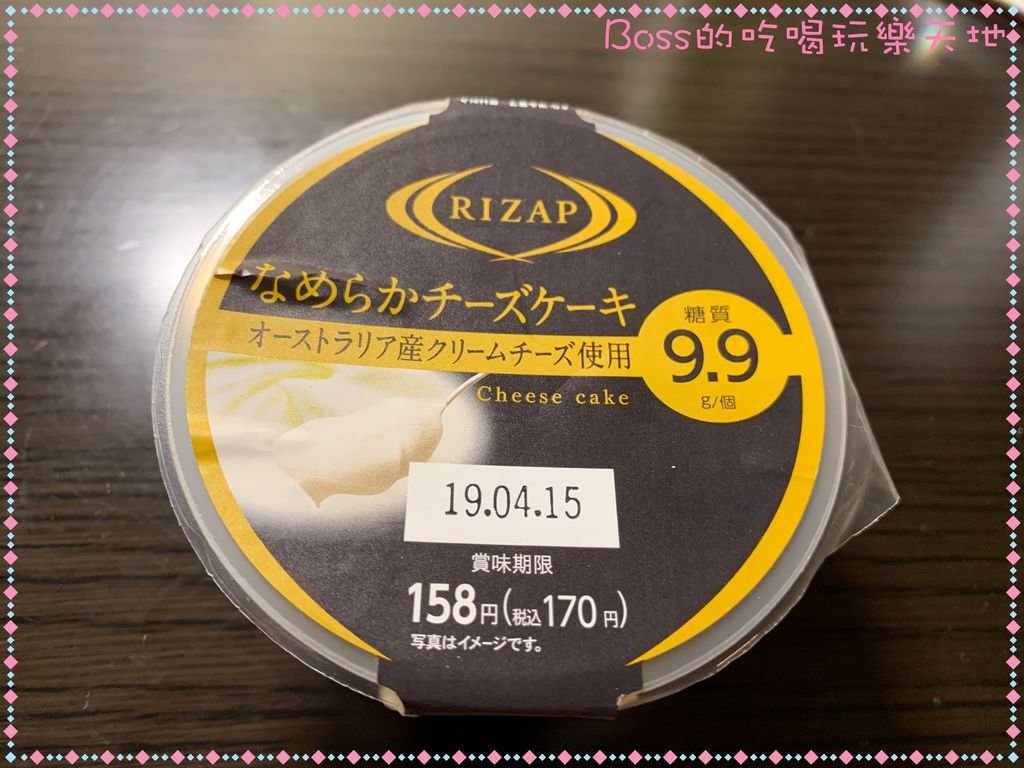 Boss的吃喝玩樂天地
RIZAP
なめらかチーズケーキ
オーストラリア産クリームチーズ使用
糖質
9.9
g/個
Cheese cake
19.04.15
賞味期限
158円(税込170円)
写真はイメージです。